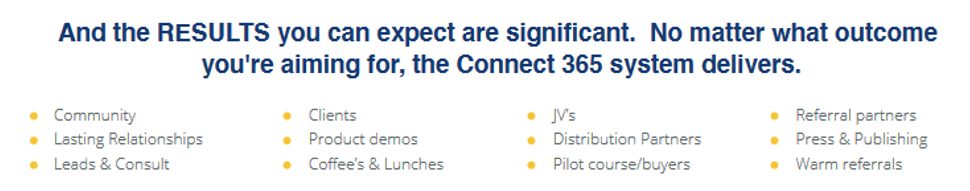 And the RESULTS you can expect are significant.  No matter what outcome
you're aiming for, the Connect 365 system delivers.
Community
Clients
JV's
Referral partners
Lasting Relationships
Product demos
Distribution Partners
Press & Publishing
Leads & Consult
Coffee's & Lunches
Pilot course/buyers
Warm referrals